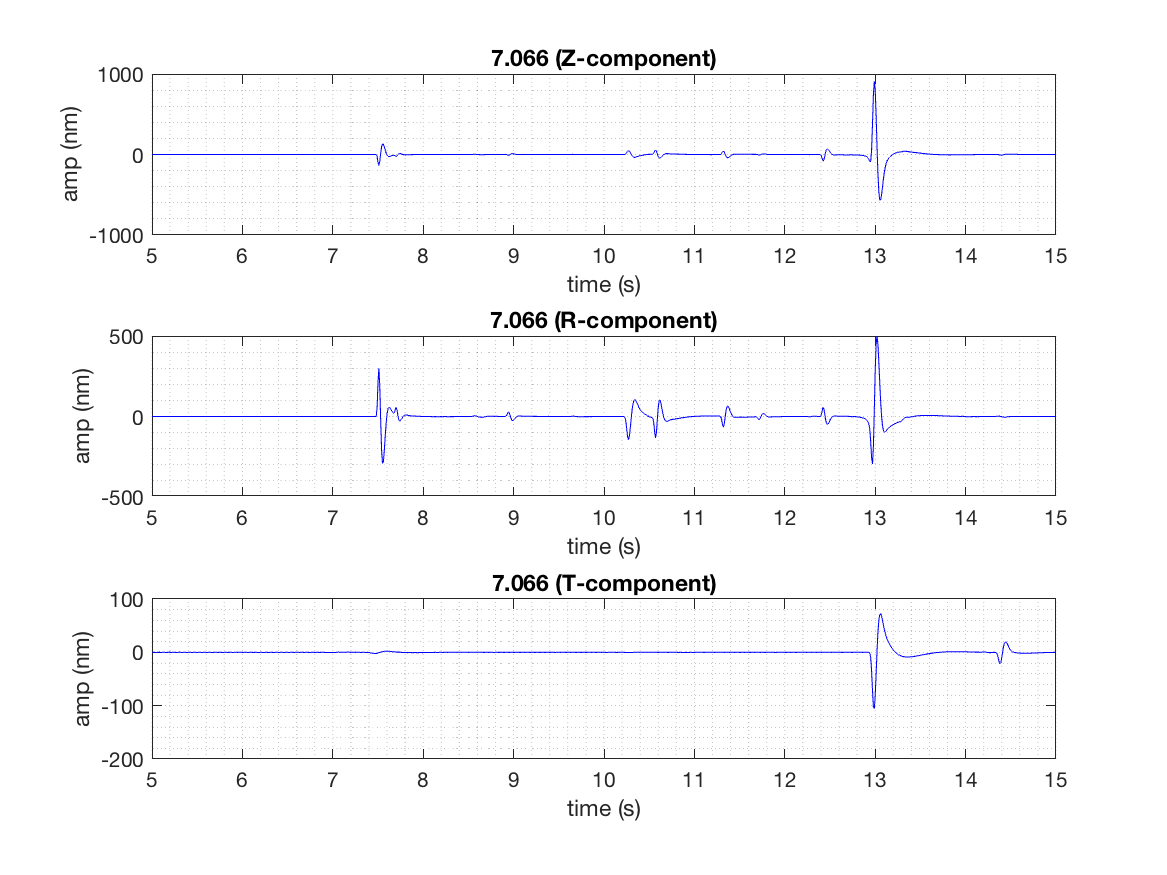 7.066 (Z-component)
1000
0
-1000
amp (nm)
5 6 7 8 9 10 11 12 13 14 15
time (s)
7.066 (R-component)
500
0
-500
amp (nm)
5 6 7 8 9 10 11 12 13 14 15
time (s)
7.066 (T-component)
100
0
-100
-200
amp (nm)
5 6 7 8 9 10 11 12 13 14 15
time (s)